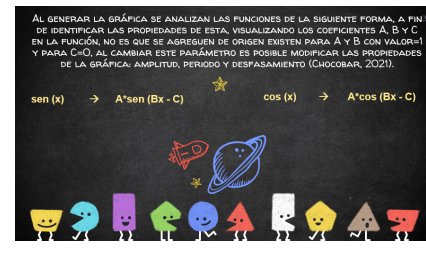 Al generar la gráfica se analizan las funciones de la siguiente forma, a fin
de identificar las propiedades de esta, visualizando los coeficientes A, B y C
en la función, no es que se agreguen de origen existen para A y B con valor=1
y para C=0, al cambiar este parámetro es posible modificar las propiedades
de la gráfica: amplitud, periodo y desfasamiento (Chocobar, 2021).
sen (x) → A*sen (Bx - C) cos (x) → A*cos (Bx - C)